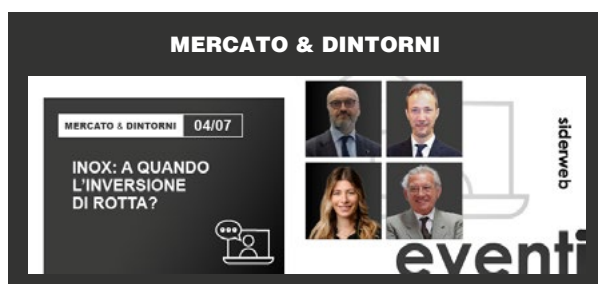 MERCATO & DINTORNI
MERCATO & DINTORNI 04/07
INOX: A QUANDO
L'INVERSIONE
DI ROTTA?
siderweb
eventi